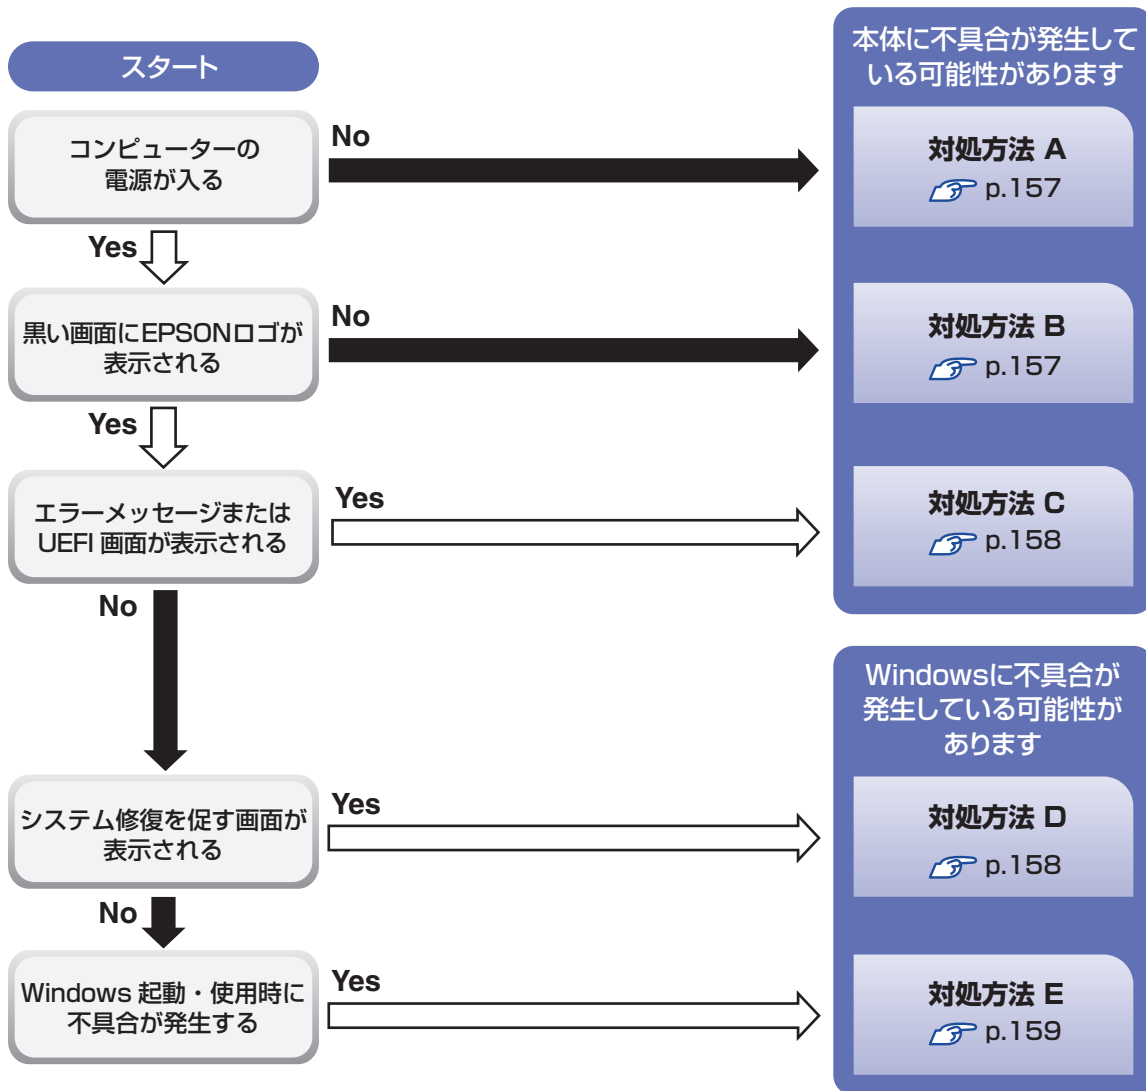 スタート
コンピューターの
電源が入る
No
本体に不具合が発生して
いる可能性があります
対処方法 A
p.157
Yes
黒い画面にEPSONロゴが
表示される
No
対処方法 B
p.157
Yes
エラーメッセージまたは
UEFI 画面が表示される
Yes
対処方法 C
p.158
No
Windowsに不具合が
発生している可能性が
あります
システム修復を促す画面が
表示される
Yes
対処方法 D
p.158
No
Windows 起動・使用時に
不具合が発生する
Yes
対処方法 E
p.159